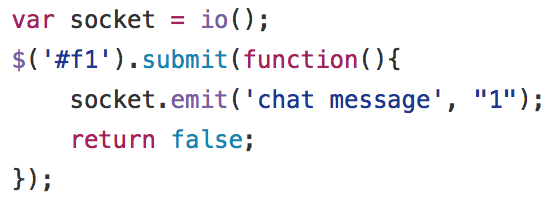 var socket = io();
$('#f1').submit(function(){
    socket.emit('chat message', "1");
    return false;
});